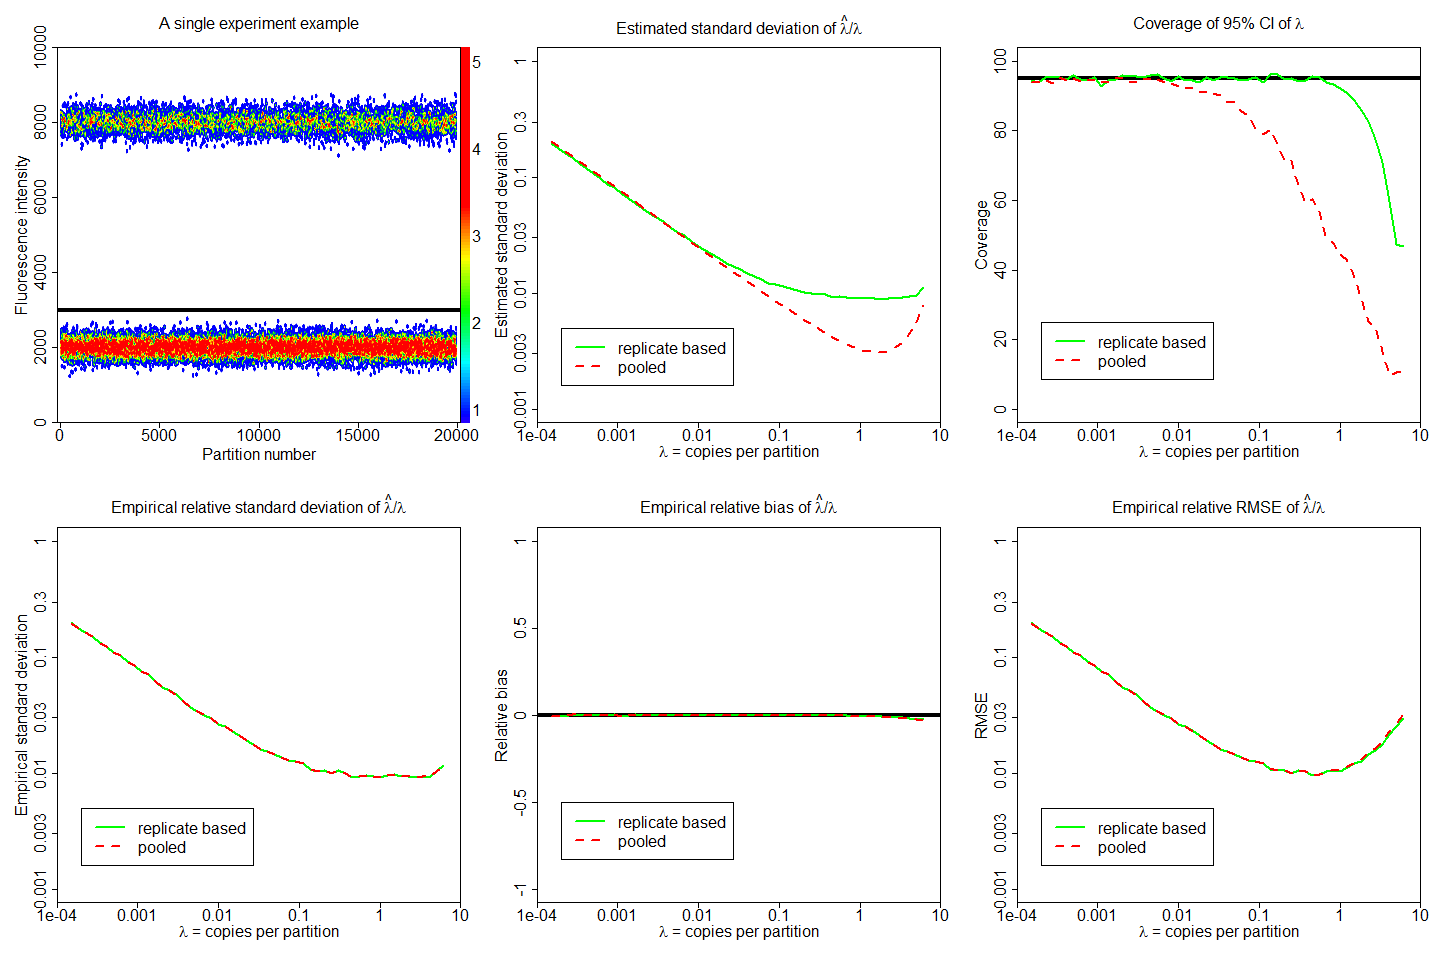 A single experiment example
Fluorescence intensity
0
2000
4000
6000
8000
10000
0
5000
10000
15000
20000
Partition number
1
2
3
4
5
Estimated standard deviation of λ̂/λ
Estimated standard deviation
0.001
0.003
0.01
0.03
0.1
0.3
1
replicate based
pooled
1e-04
0.001
0.01
0.1
1
10
λ = copies per partition
Coverage of 95% CI of λ
Coverage
0
20
40
60
80
100
replicate based
pooled
1e-04
0.001
0.01
0.1
1
10
λ = copies per partition
Empirical relative standard deviation of λ̂/λ
Empirical standard deviation
0.001
0.003
0.01
0.03
0.1
0.3
1
replicate based
pooled
1e-04
0.001
0.01
0.1
1
10
λ = copies per partition
Empirical relative bias of λ̂/λ
Relative bias
-1
-0.5
0
0.5
1
replicate based
pooled
1e-04
0.001
0.01
0.1
1
10
λ = copies per partition
Empirical relative RMSE of λ̂/λ
RMSE
0.001
0.003
0.01
0.03
0.1
0.3
1
replicate based
pooled
1e-04
0.001
0.01
0.1
1
10
λ = copies per partition